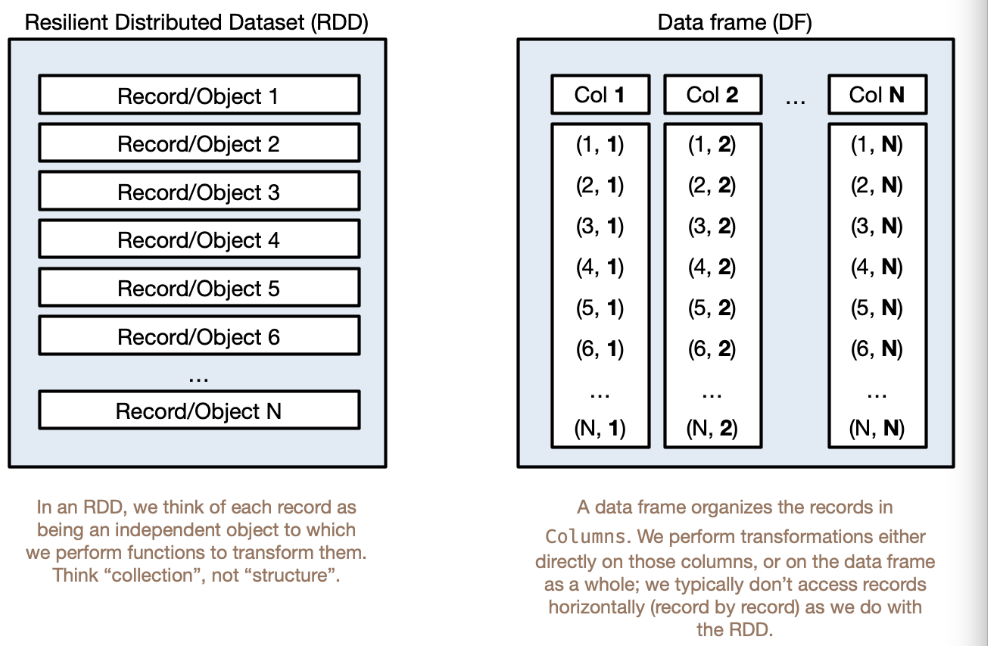 Resilient Distributed Dataset (RDD)
Record/Object 1
Record/Object 2
Record/Object 3
Record/Object 4
Record/Object 5
Record/Object 6
...
Record/Object N
In an RDD, we think of each record as
being an independent object to which
we perform functions to transform them.
Think “collection”, not “structure”.
Data frame (DF)
Col 1 Col 2 ... Col N
(1, 1) (1, 2) (1, N)
(2, 1) (2, 2) (2, N)
(3, 1) (3, 2) (3, N)
(4, 1) (4, 2) (4, N)
(5, 1) (5, 2) (5, N)
(6, 1) (6, 2) (6, N)
... ... ...
(N, 1) (N, 2) (N, N)
A data frame organizes the records in
Columns. We perform transformations either
directly on those columns, or on the data frame
as a whole; we typically don’t access records
horizontally (record by record) as we do with
the RDD.